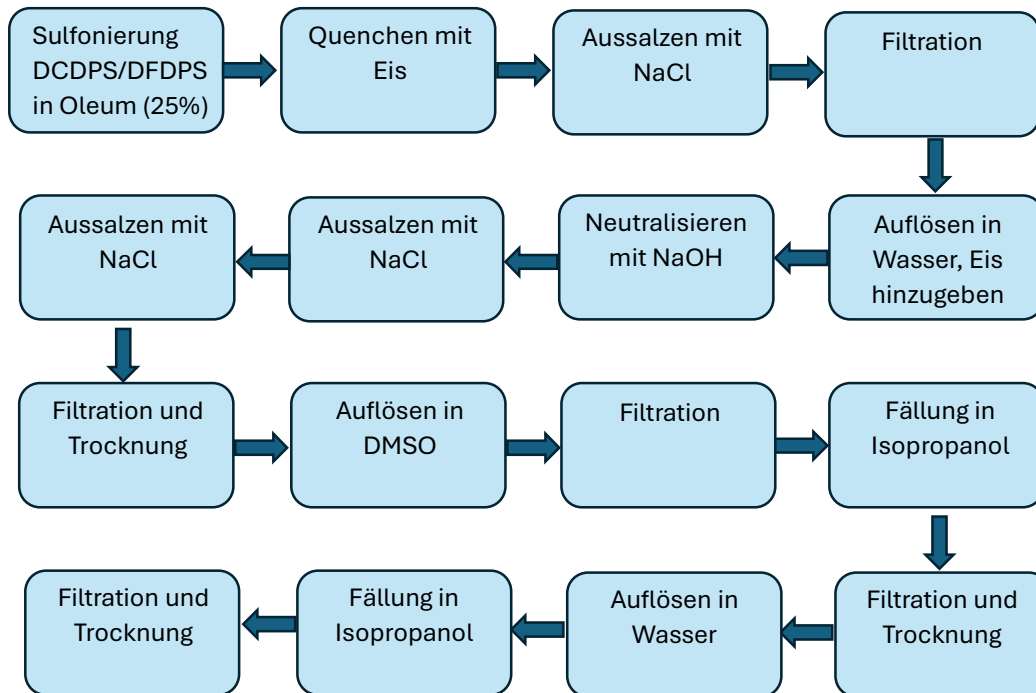 Sulfonierung
DCDPS/DFDPS
in Oleum (25%)
Quenchen mit
Eis
Aussalzen mit
NaCl
Filtration
Aussalzen mit
NaCl
Aussalzen mit
NaCl
Neutralisieren
mit NaOH
Auflösen in
Wasser, Eis
hinzugeben
Filtration und
Trocknung
Auflösen in
DMSO
Filtration
Fällung in
Isopropanol
Filtration und
Trocknung
Fällung in
Isopropanol
Auflösen in
Wasser
Filtration und
Trocknung